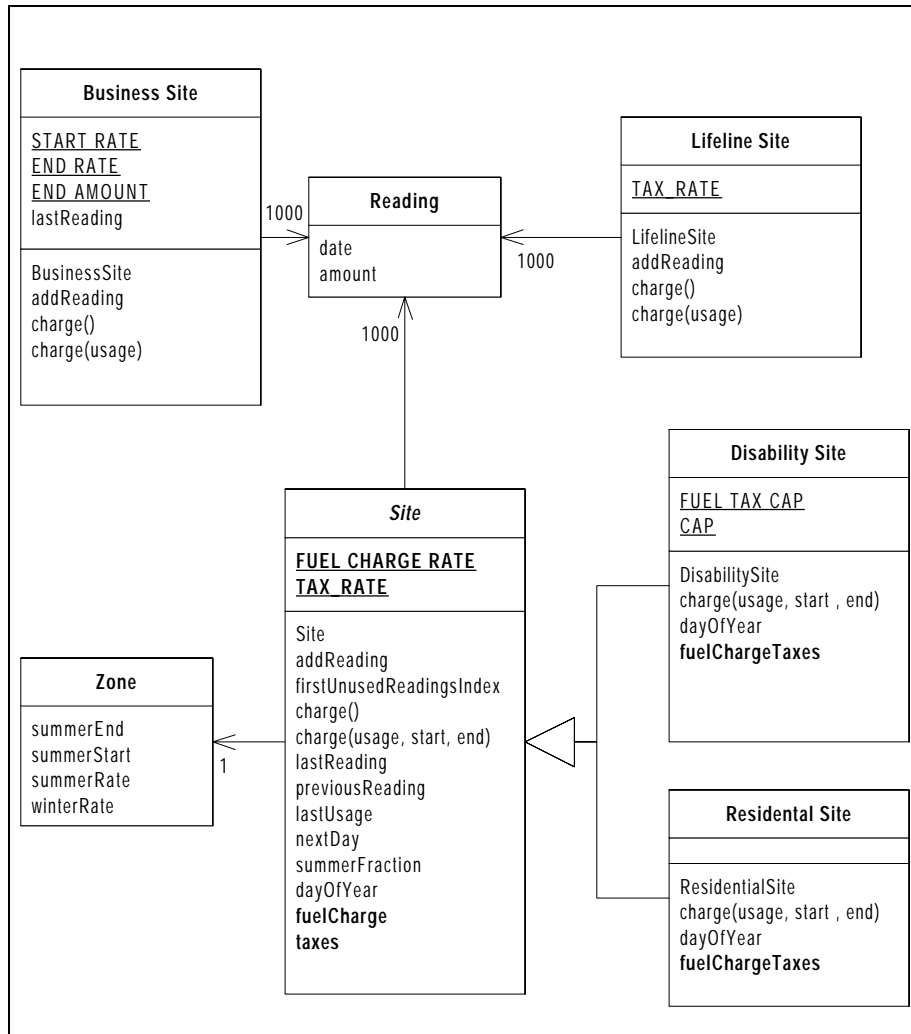 Business Site
START RATE
END RATE
END AMOUNT
lastReading
BusinessSite
addReading
charge()
charge(usage)
1000
Reading
date
amount
1000
1000
Lifeline Site
TAX_RATE
LifelineSite
addReading
charge()
charge(usage)
Site
FUEL CHARGE RATE
TAX_RATE
Site
addReading
firstUnusedReadingsIndex
charge()
charge(usage, start, end)
lastReading
previousReading
lastUsage
nextDay
summerFraction
dayOfYear
fuelCharge
taxes
Zone
summerEnd
summerStart
summerRate
winterRate
1
Disability Site
FUEL TAX CAP
CAP
DisabilitySite
charge(usage, start , end)
dayOfYear
fuelChargeTaxes
Residental Site
ResidentialSite
charge(usage, start , end)
dayOfYear
fuelChargeTaxes